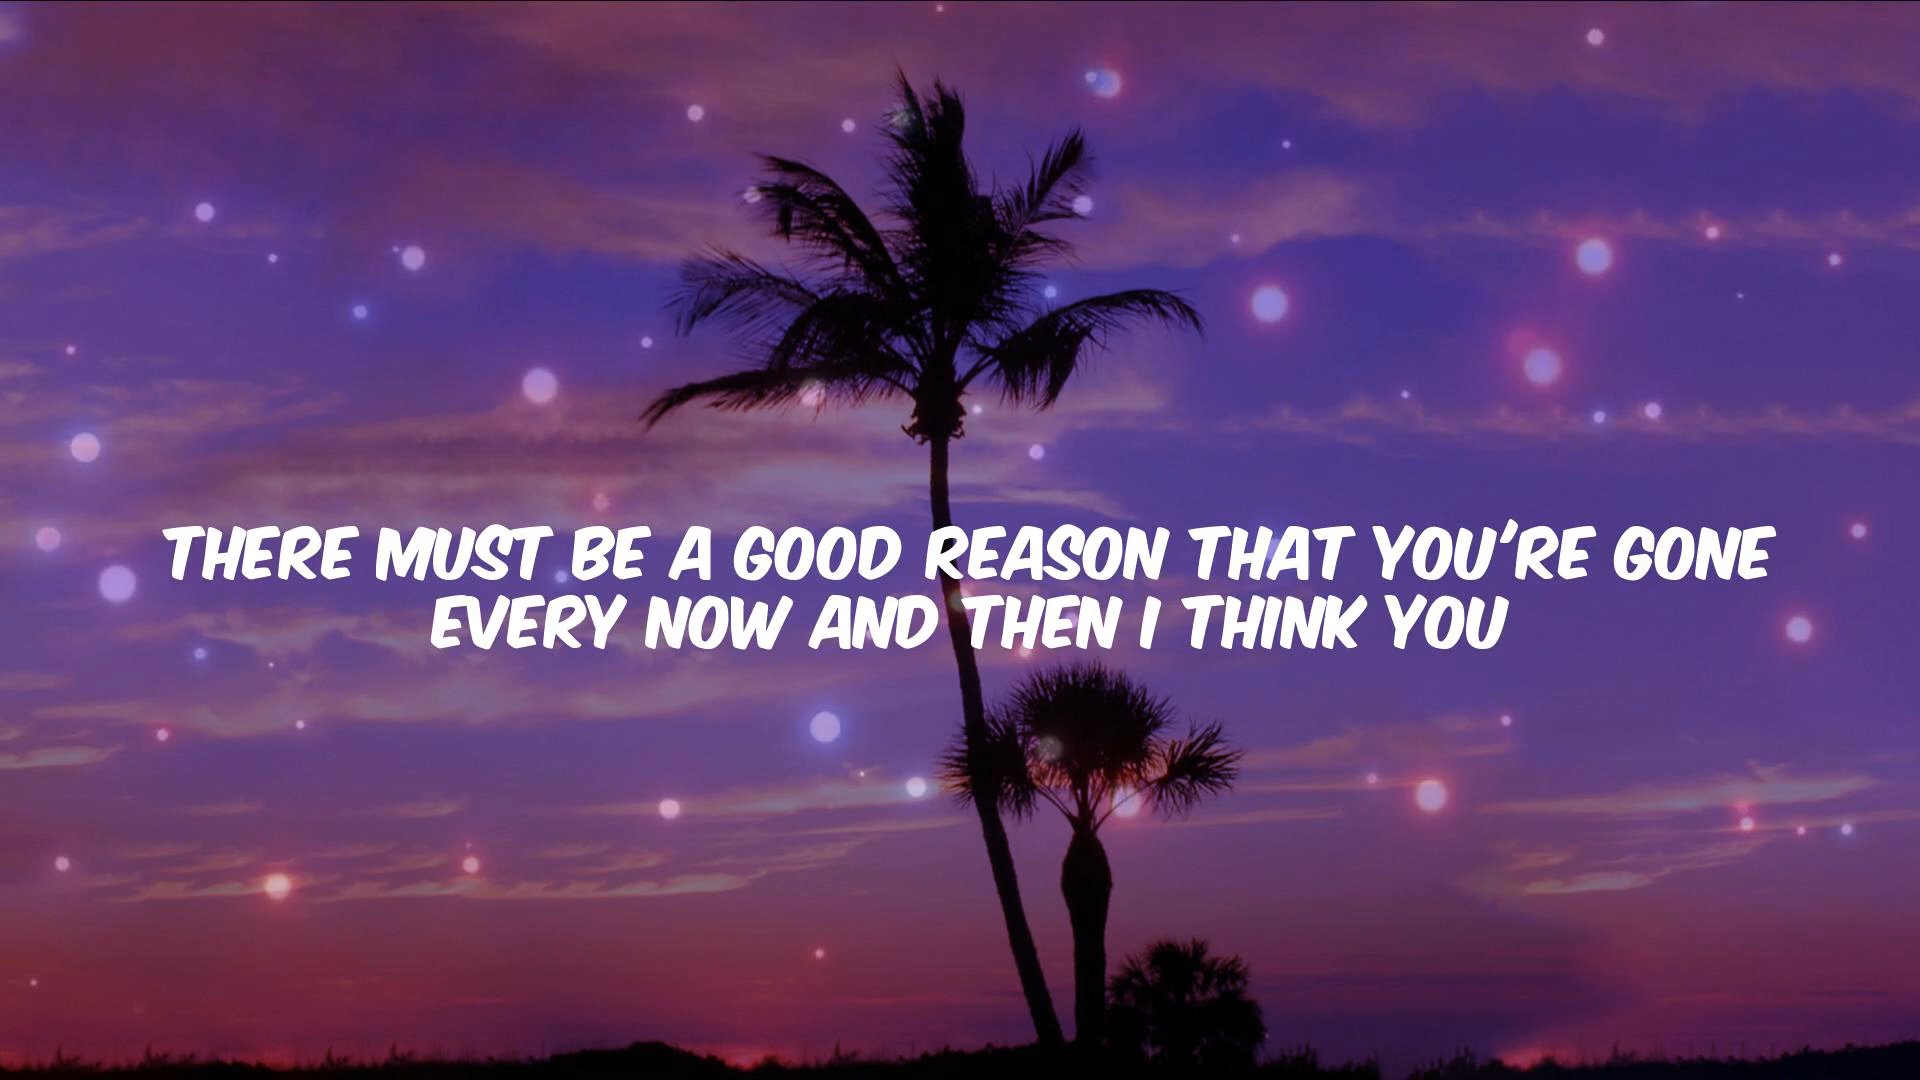 THERE MUST BE A GOOD REASON THAT YOU'RE GONE
EVERY NOW AND THEN I THINK YOU